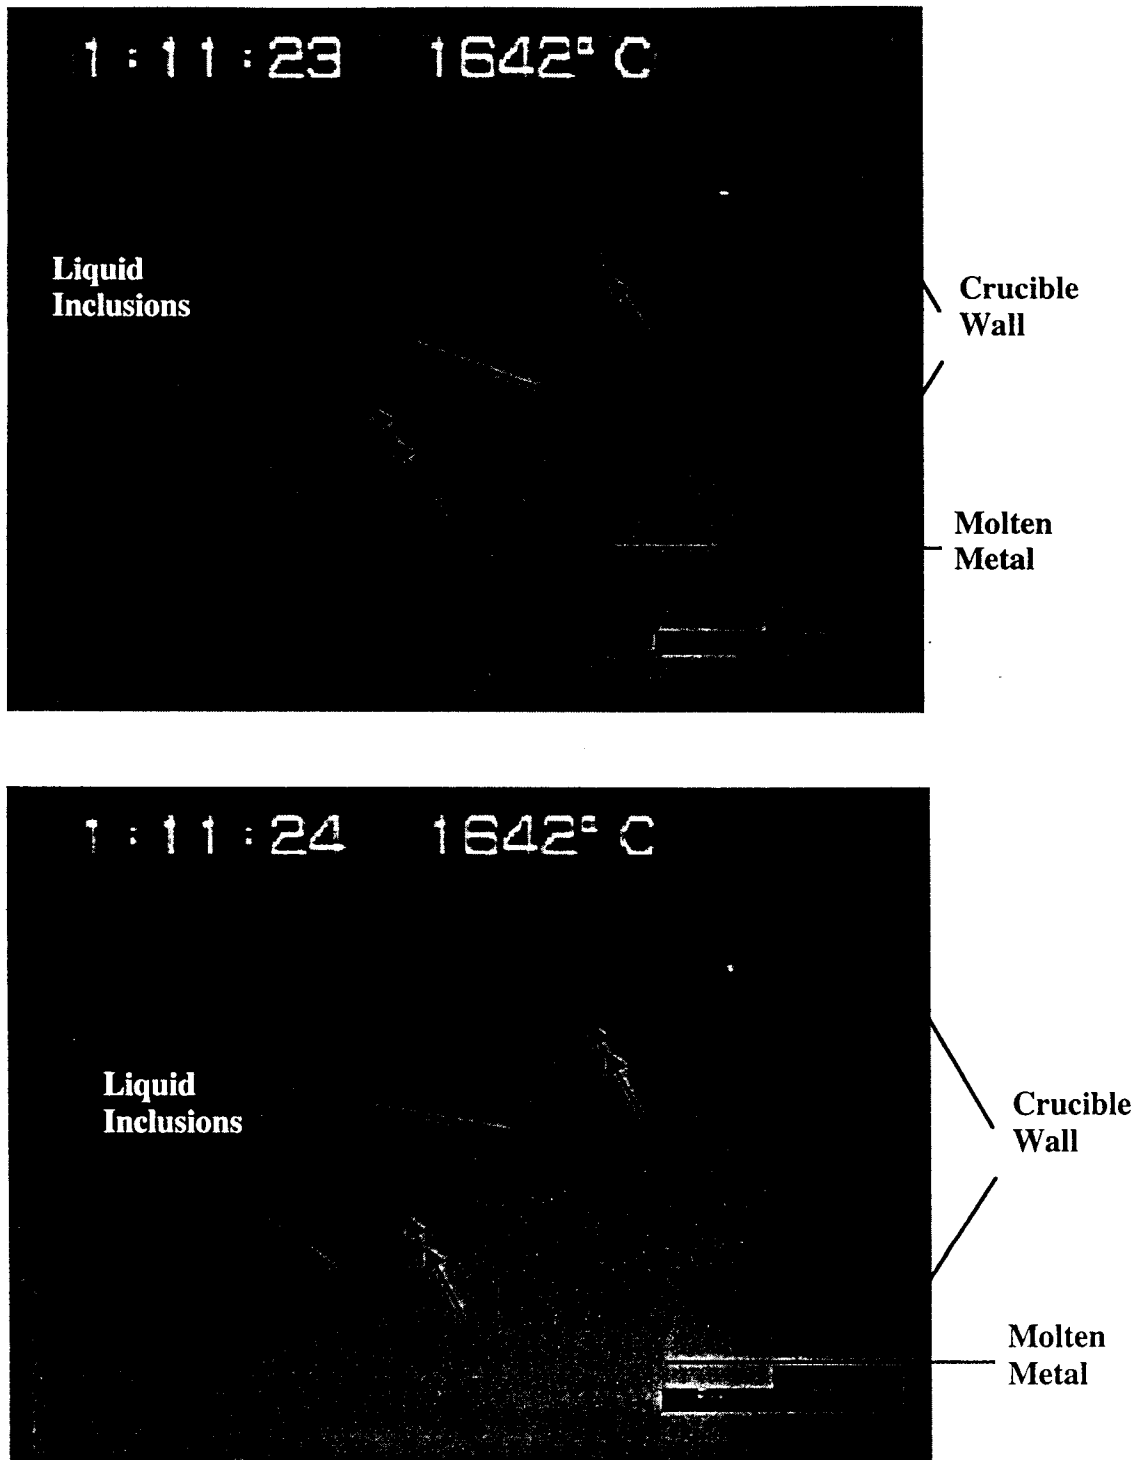 1:11:23 1642°C
Liquid
Inclusions
Crucible
Wall
Molten
Metal
1:11:24 1642°C
Liquid
Inclusions
Crucible
Wall
Molten
Metal